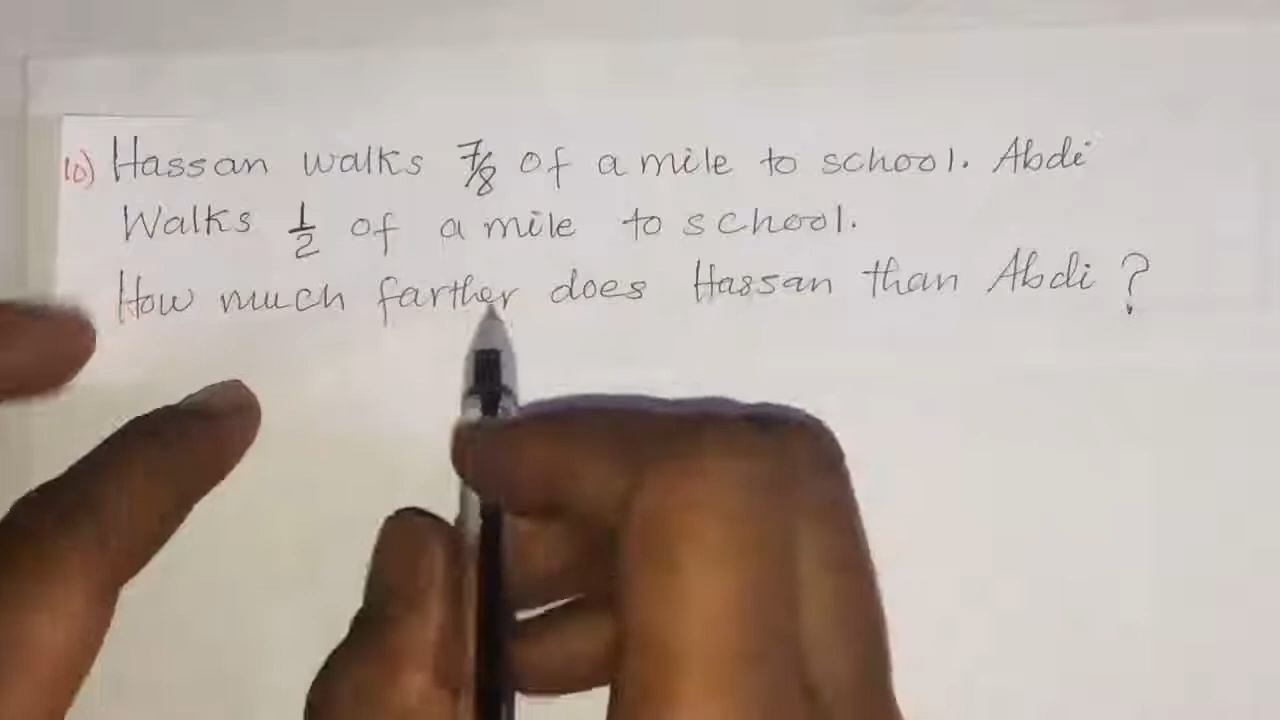 10) Hassan walks 7/8 of a mile to school. Abdi
Walks 1/2 of a mile to school.
How much farther does Hassan than Abdi ?